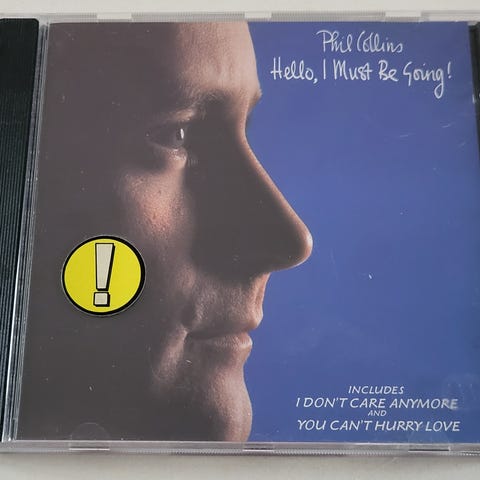 Phil Collins
Hello, I Must Be Going!
!
INCLUDES
I DON'T CARE ANYMORE
AND
YOU CAN'T HURRY LOVE